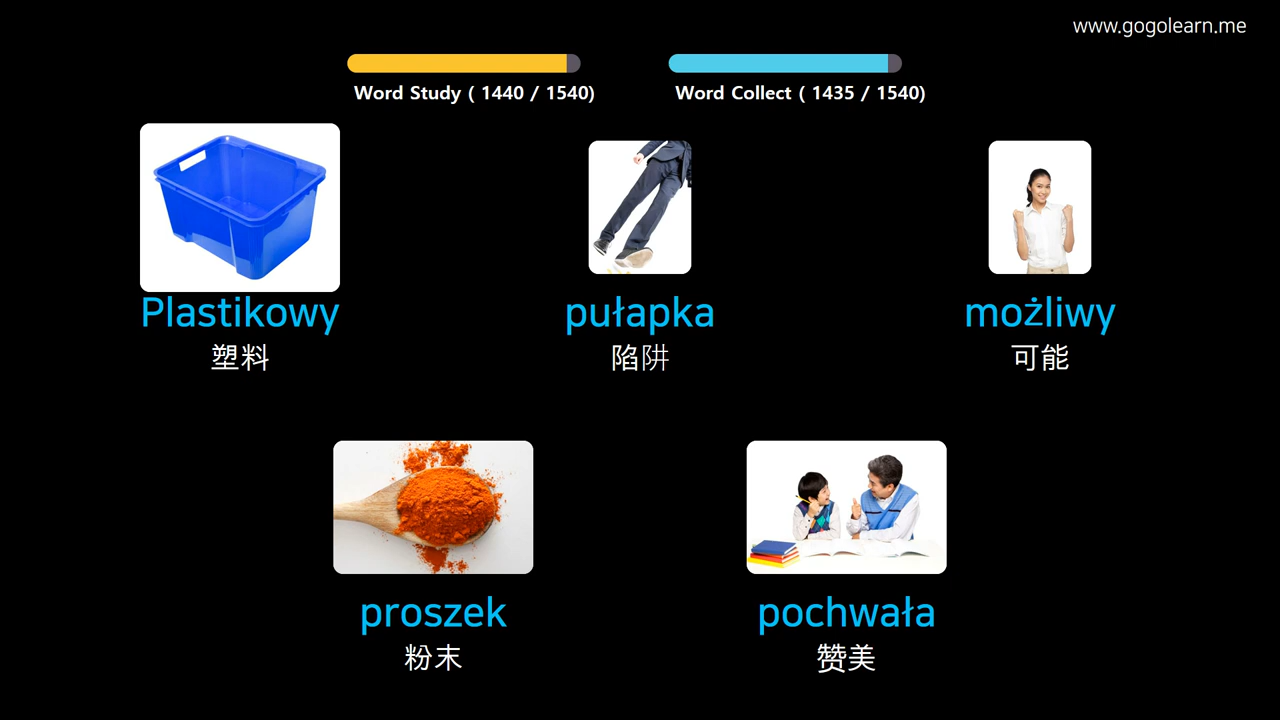 www.gogolearn.me
Word Study ( 1440 / 1540)
Word Collect ( 1435 / 1540)
Plastikowy
塑料
pułapka
陷阱
możliwy
可能
proszek
粉末
pochwała
赞美